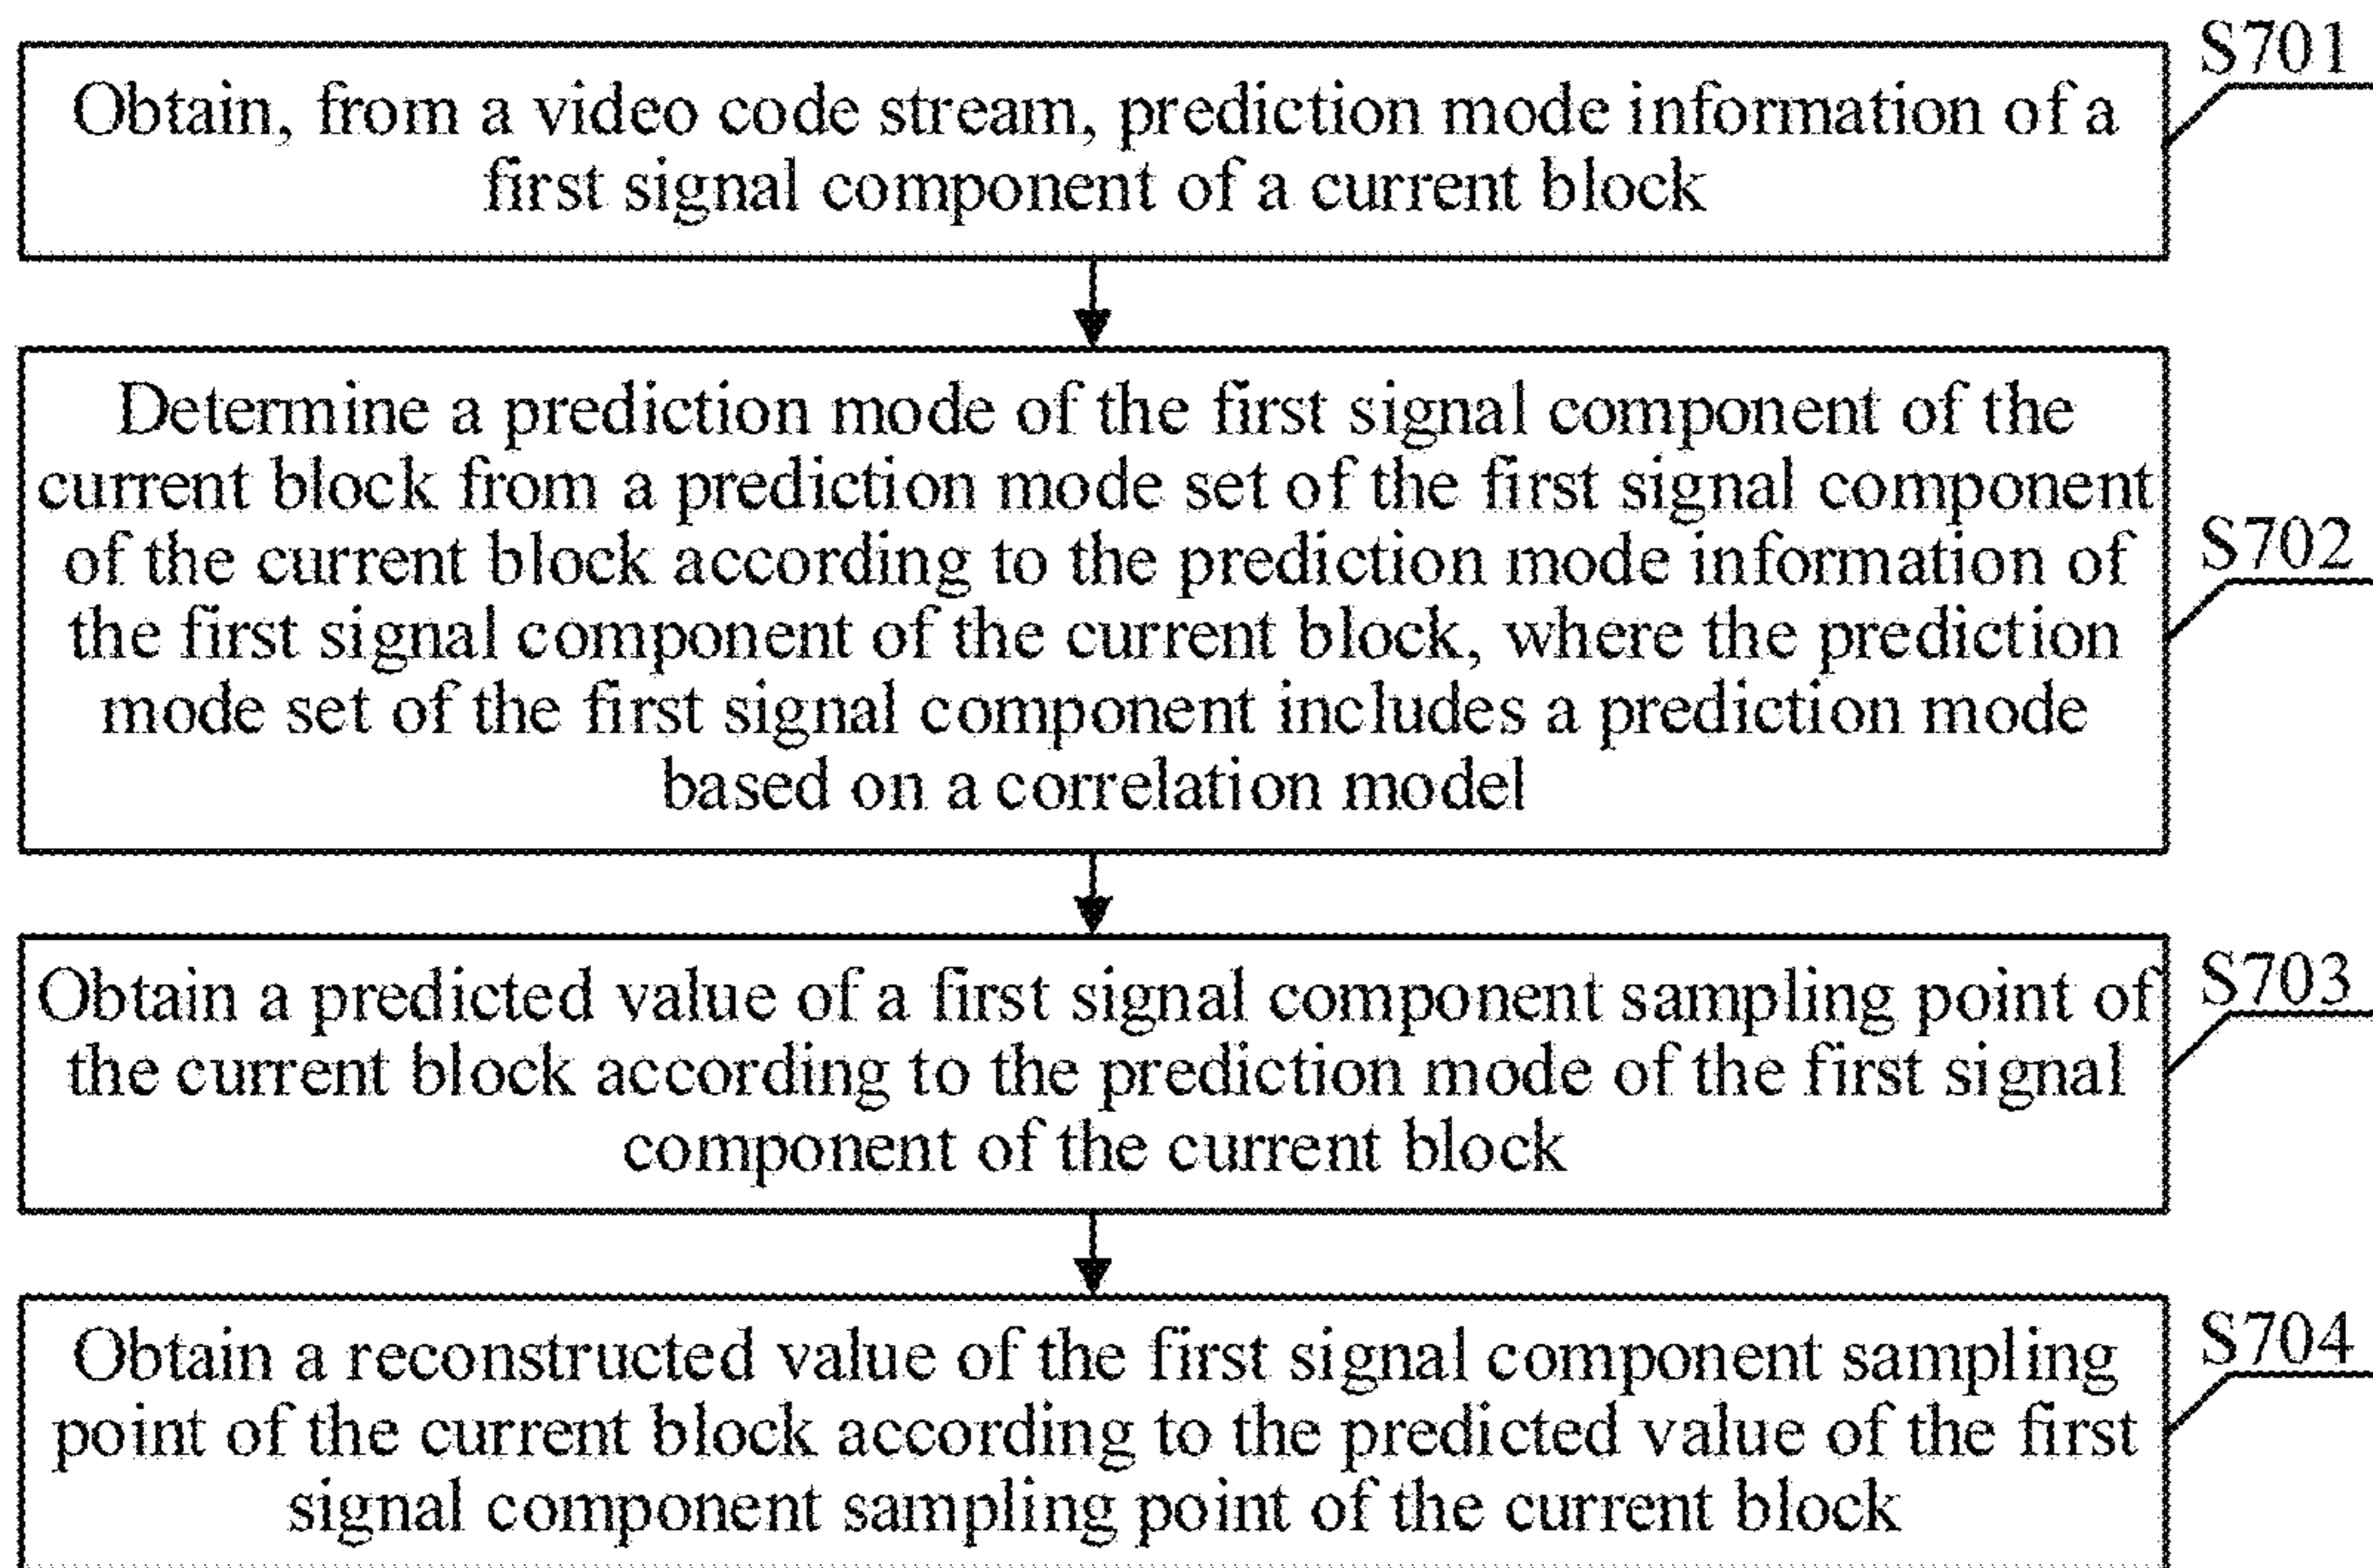 S701
Obtain, from a video code stream, prediction mode information of a
first signal component of a current block
Determine a prediction mode of the first signal component of the
current block from a prediction mode set of the first signal component
of the current block according to the prediction mode information of
the first signal component of the current block, where the prediction
mode set of the first signal component includes a prediction mode
based on a correlation model
S702
Obtain a predicted value of a first signal component sampling point of
the current block according to the prediction mode of the first signal
component of the current block
S703
Obtain a reconstructed value of the first signal component sampling
point of the current block according to the predicted value of the first
signal component sampling point of the current block
S704